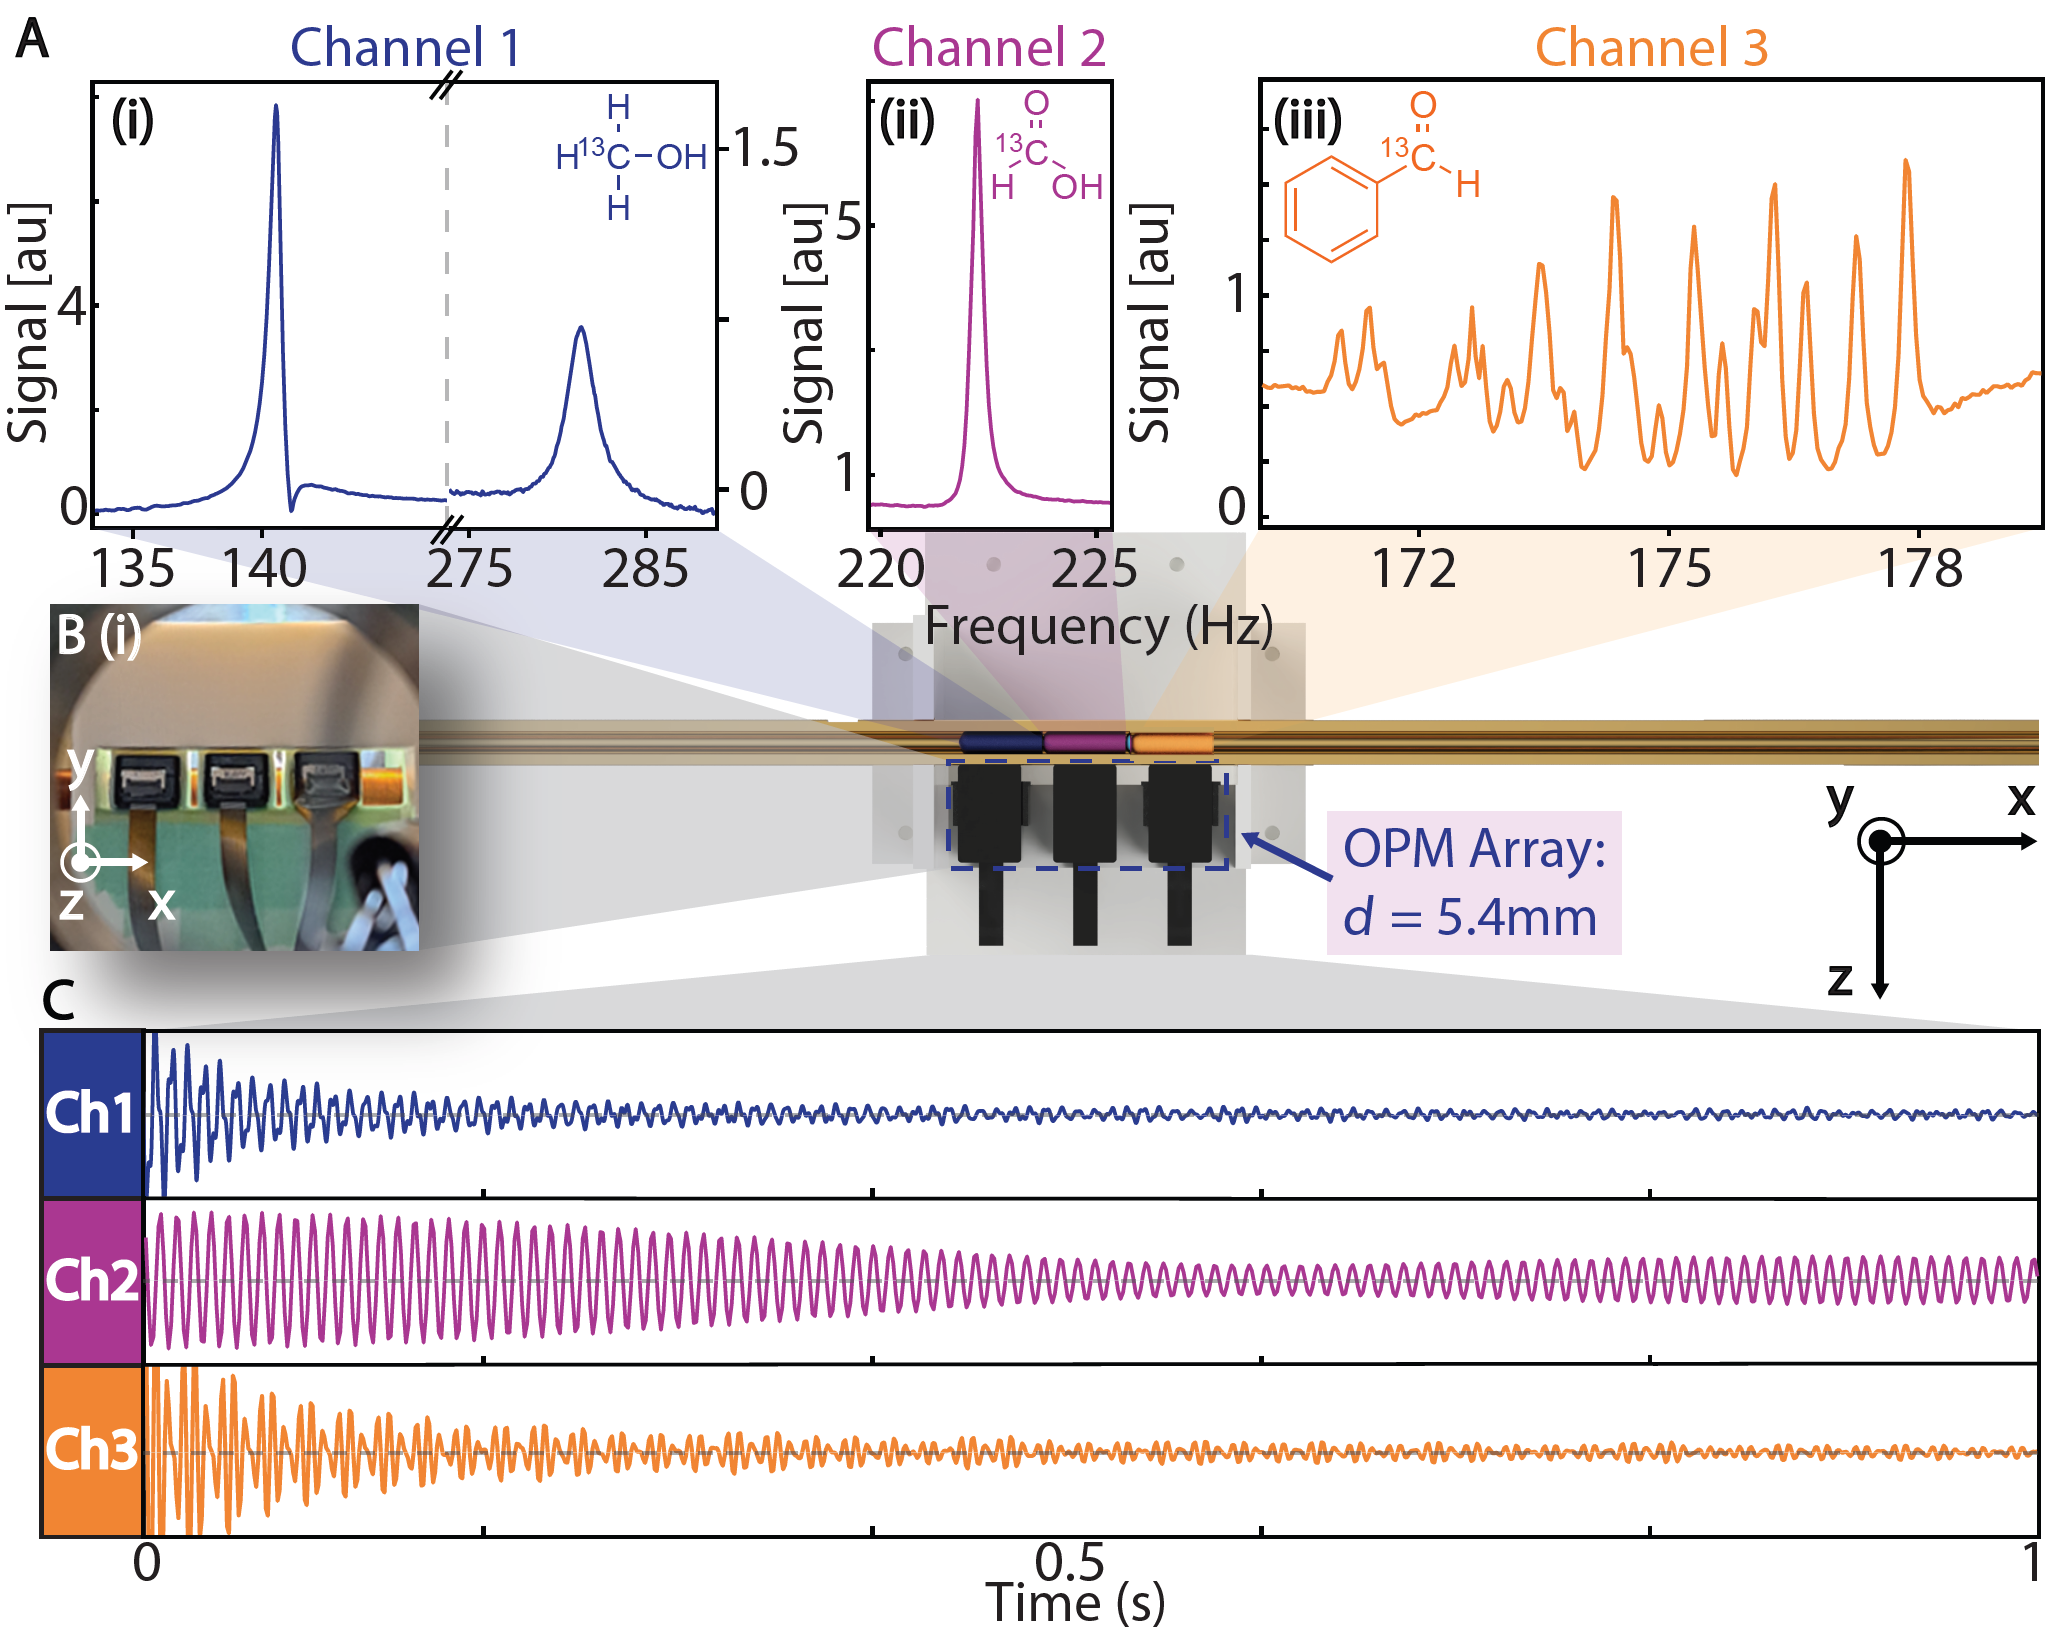 A
Channel 1
Channel 2
Channel 3
(i)
H
H¹³C–OH
H
1.5
0
Signal [au]
4
0
135
140
275
285
(ii)
O
¹³C
H
OH
Signal [au]
5
1
220
225
(iii)
O
¹³C
H
Signal [au]
1
0
172
175
178
Frequency (Hz)
B (i)
y
z
x
OPM Array:
d = 5.4mm
y
x
z
C
Ch1
Ch2
Ch3
0
0.5
1
Time (s)